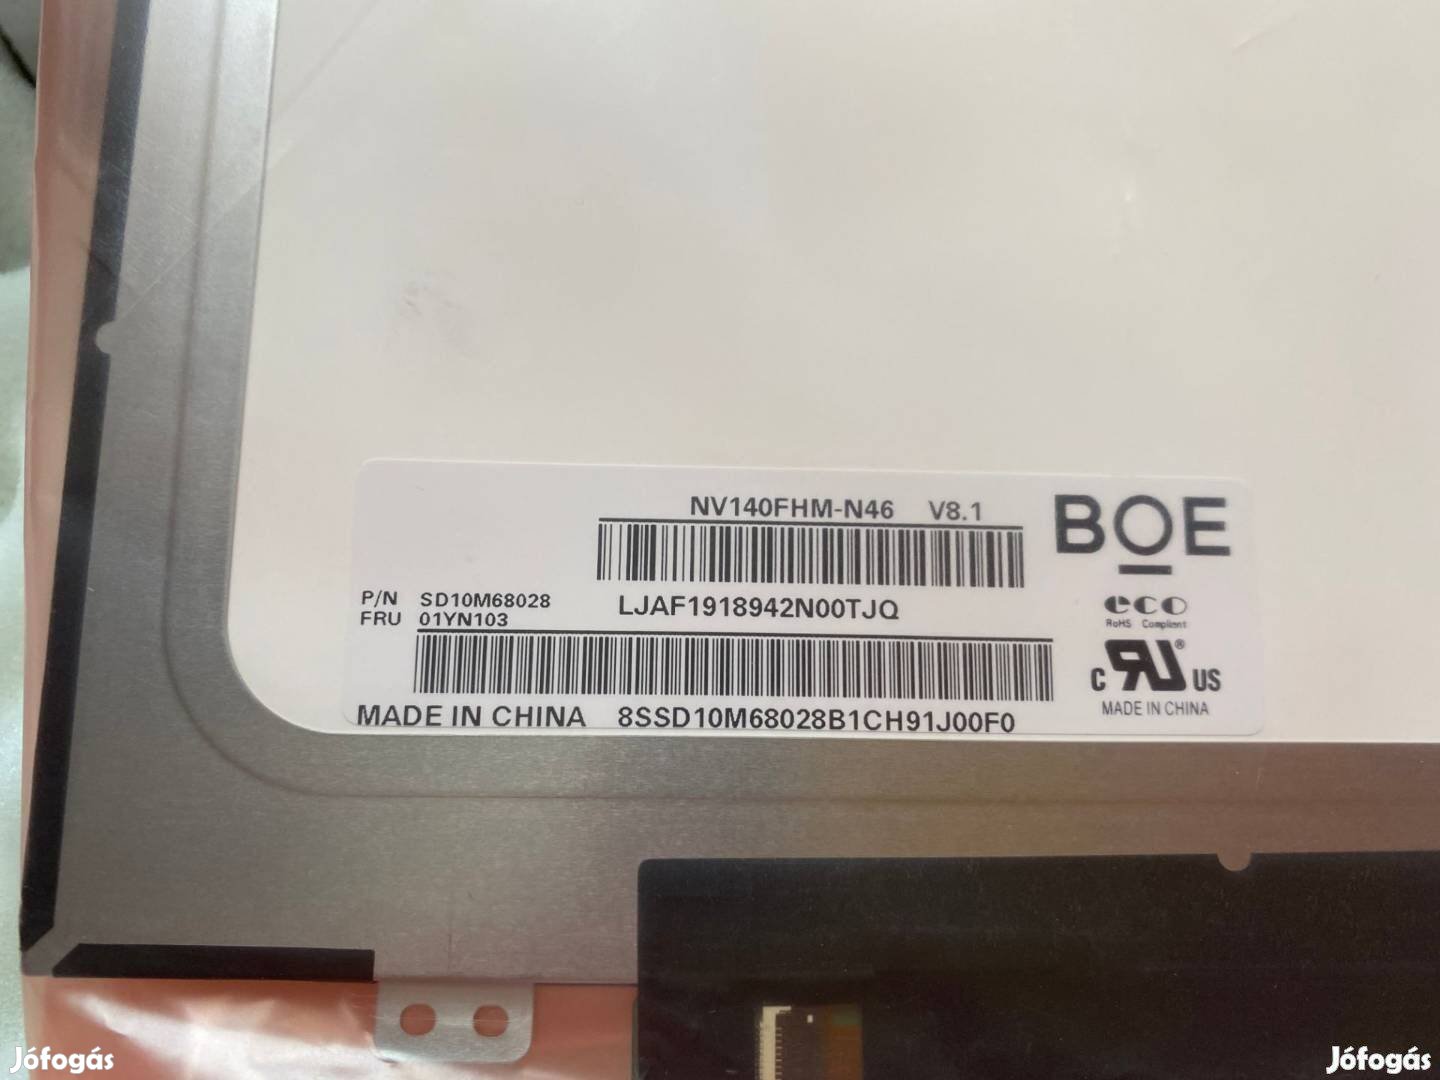 NV140FHM-N46 V8.1
BOE
P/N SD10M68028
FRU 01YN103
LJAF1918942N00TJQ
eco
RoHS Compliant
c RU ® US
MADE IN CHINA
MADE IN CHINA 8SSD10M68028B1CH91J00F0
Jófogás
Jófogás